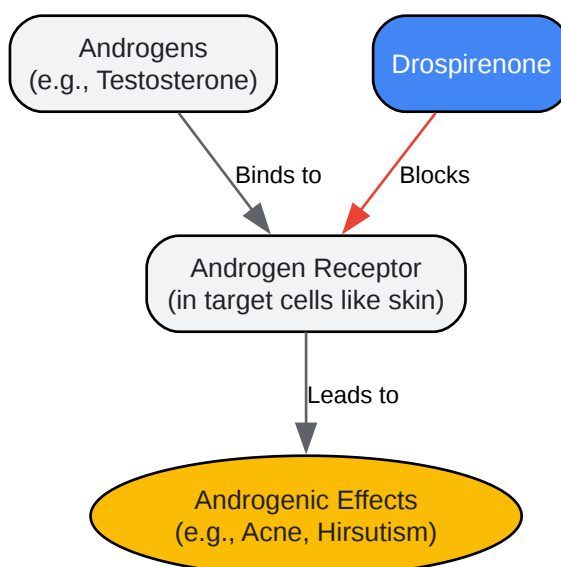 Androgens
(e.g., Testosterone)
Drospirenone
Binds to
Blocks
Androgen Receptor
(in target cells like skin)
Leads to
Androgenic Effects
(e.g., Acne, Hirsutism)